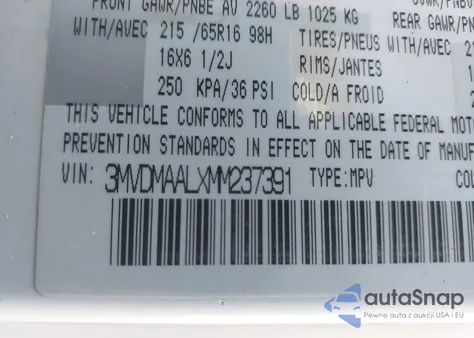 FRONT GAWR/PNBE AV 2260 LB 1025 KG
REAR GAWR/
WITH/AVEC 215 /65R16 98H TIRES/PNEUS WITH/AVEC
16X6 1/2J RIMS/JANTES
250 KPA/36 PSI COLD/A FROID
THIS VEHICLE CONFORMS TO ALL APPLICABLE FEDERAL
PREVENTION STANDARDS IN EFFECT ON THE DATE OF
VIN: 3MVDMAALXMM237391 TYPE:MPV
autoSnap
Pewne auta z aukcji USA i EU